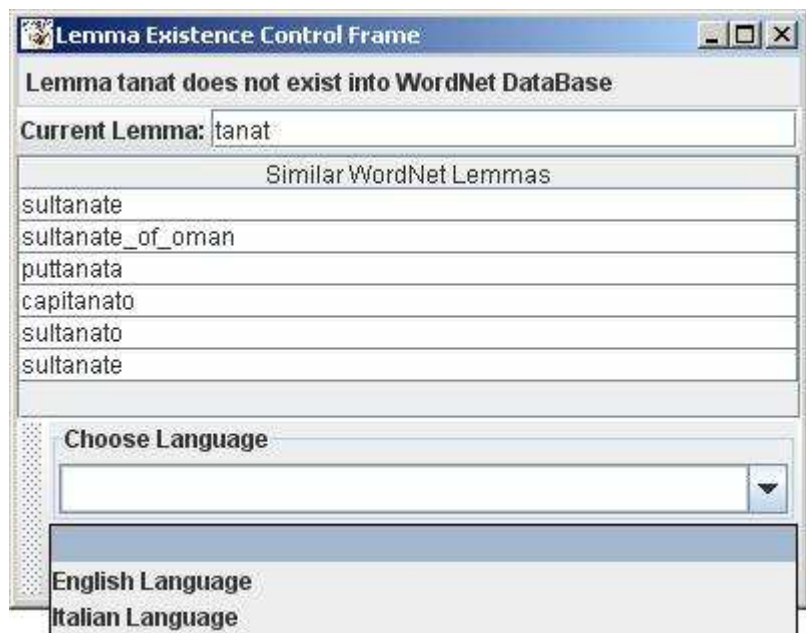 Lemma Existence Control Frame
Lemma tanat does not exist into WordNet DataBase
Current Lemma: tanat
Similar WordNet Lemmas
sultanate
sultanate_of_oman
puttanata
capitanato
sultanato
sultanate
Choose Language
English Language
Italian Language